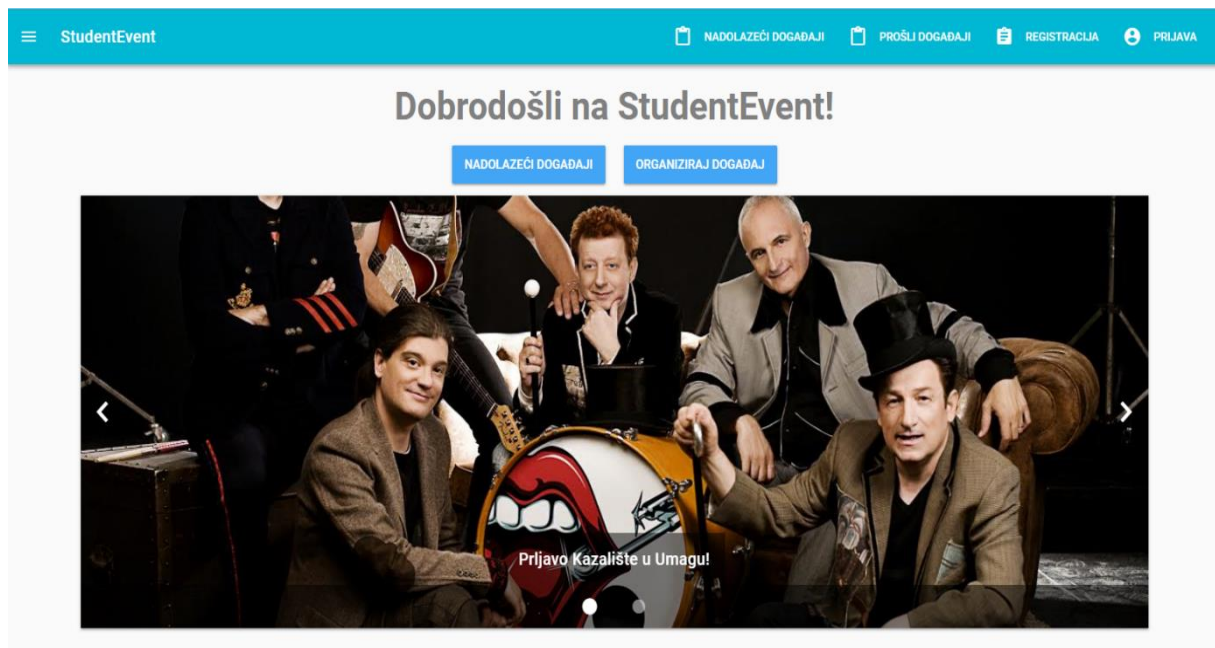 StudentEvent
NADOLAZEĆI DOGAĐAJI
PROŠLI DOGAĐAJI
REGISTRACIJA
PRIJAVA
Dobrodošli na StudentEvent!
NADOLAZEĆI DOGAĐAJI
ORGANIZIRAJ DOGAĐAJ
Prljavo Kazalište u Umagu!